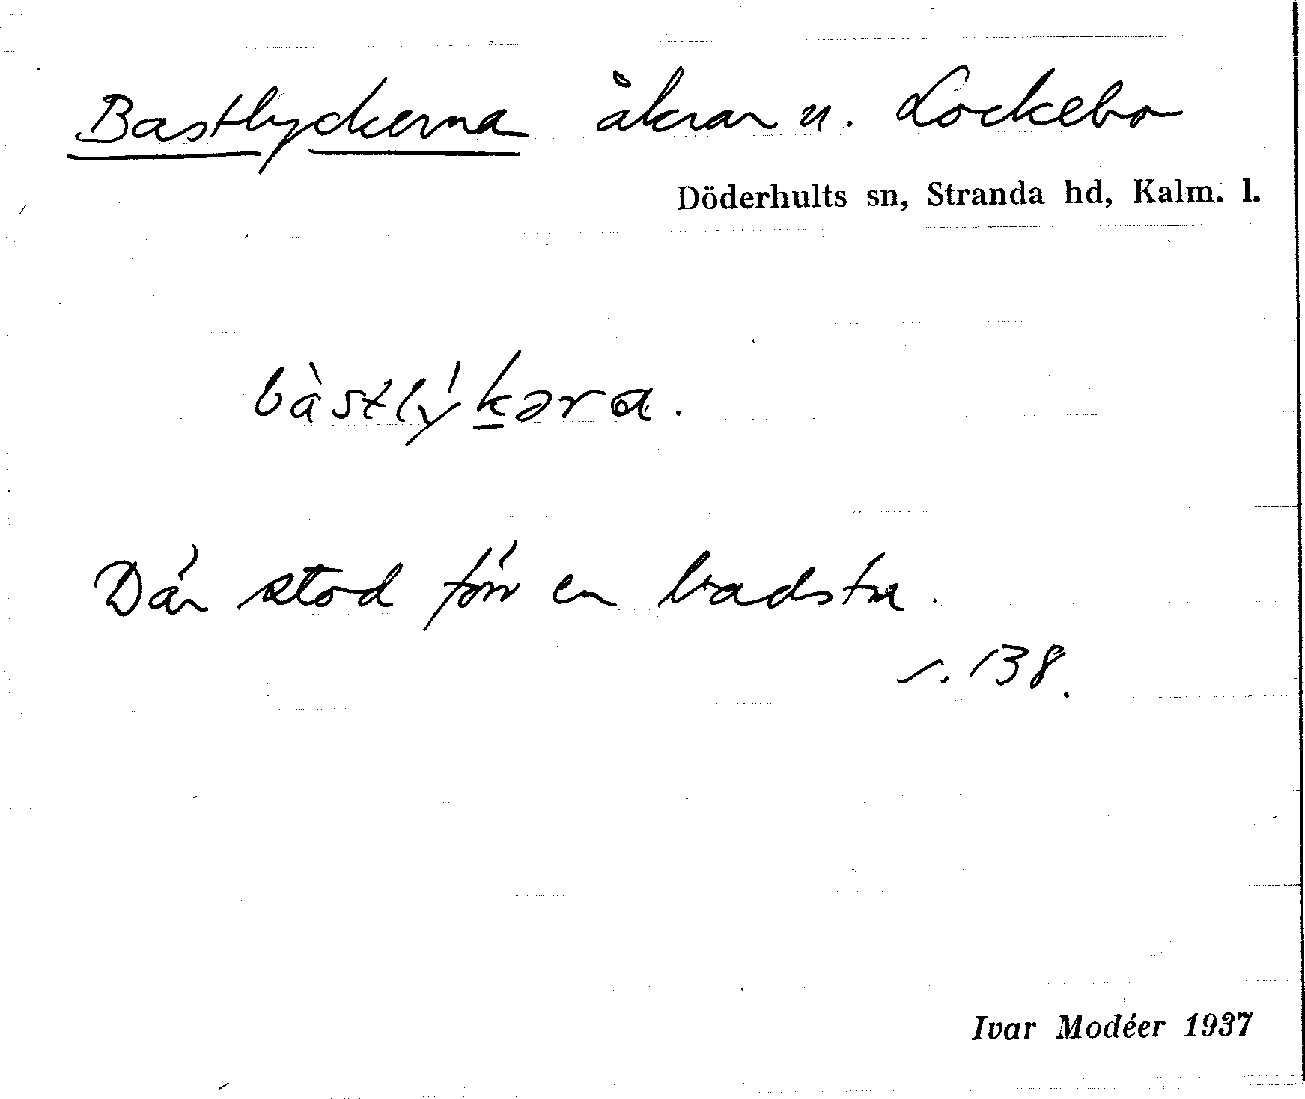 Bastlyckerna åkrar u. Lockebo
Döderhults sn, Stranda hd, Kalm. l.
bàstlýkəra.
Där stod förr en badstu.
s. 138.
Ivar Modéer 1937